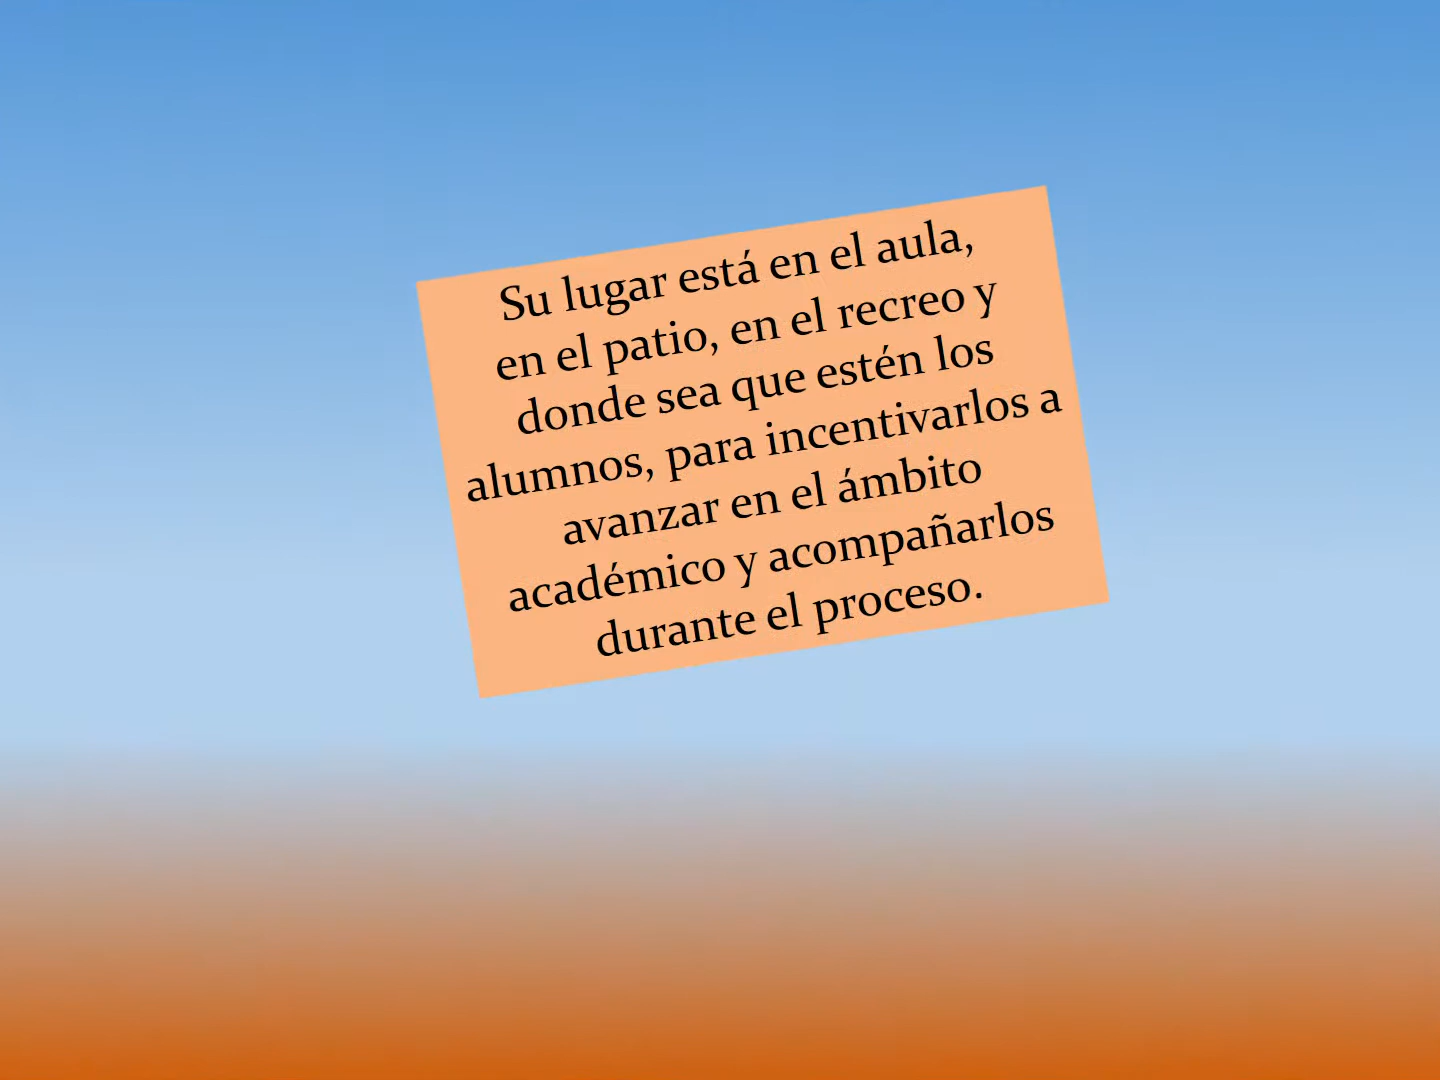 Su lugar está en el aula,
en el patio, en el recreo y
donde sea que estén los
alumnos, para incentivarlos a
avanzar en el ámbito
académico y acompañarlos
durante el proceso.